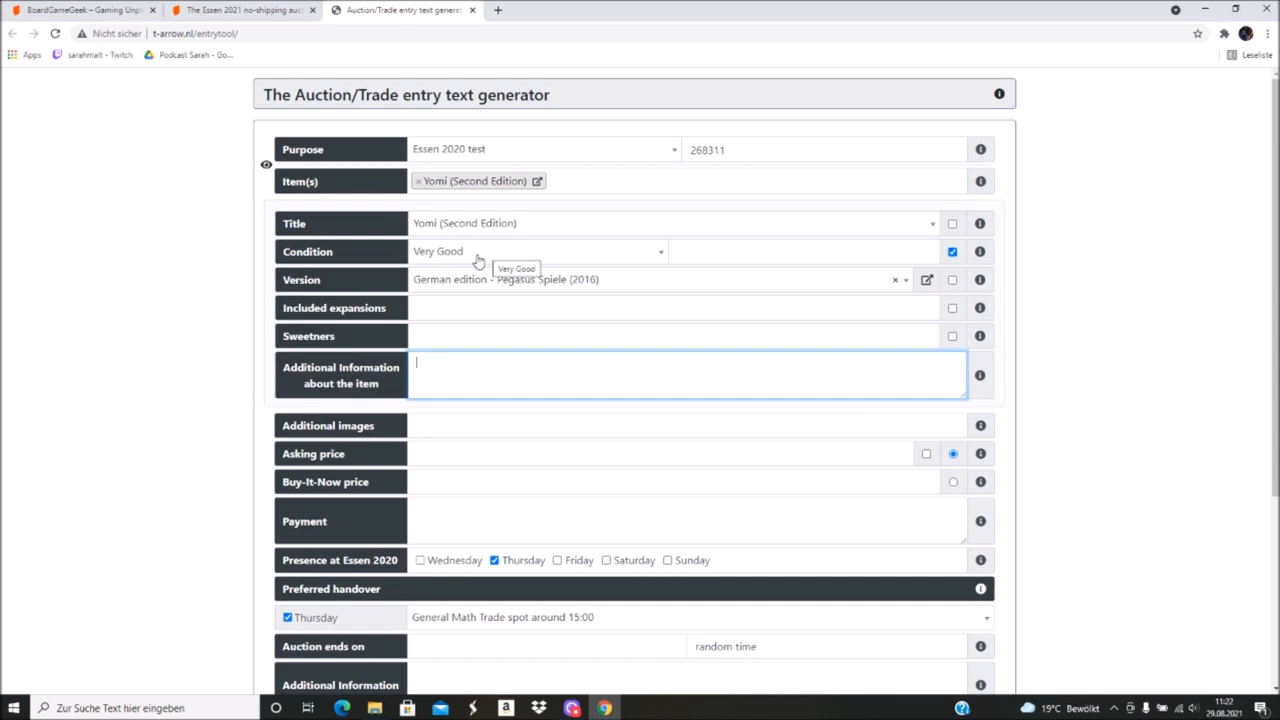 BoardGameGeek – Gaming Unpl
The Essen 2021 no-shipping auct
Auction/Trade entry text generat
Nicht sicher | t-arrow.nl/entrytool/
Apps sarahmalt - Twitch Podcast Sarah - Go... Leseliste
The Auction/Trade entry text generator
Purpose Essen 2020 test 268311
Item(s) × Yomi (Second Edition)
Title Yomi (Second Edition)
Condition Very Good
Very Good
Version German edition - Pegasus Spiele (2016) ×
Included expansions
Sweetners
Additional Information
about the item
Additional images
Asking price
Buy-It-Now price
Payment
Presence at Essen 2020 Wednesday Thursday Friday Saturday Sunday
Preferred handover
Thursday General Math Trade spot around 15:00
Auction ends on random time
Additional Information
Zur Suche Text hier eingeben 19°C Bewölkt 11:22
29.08.2021